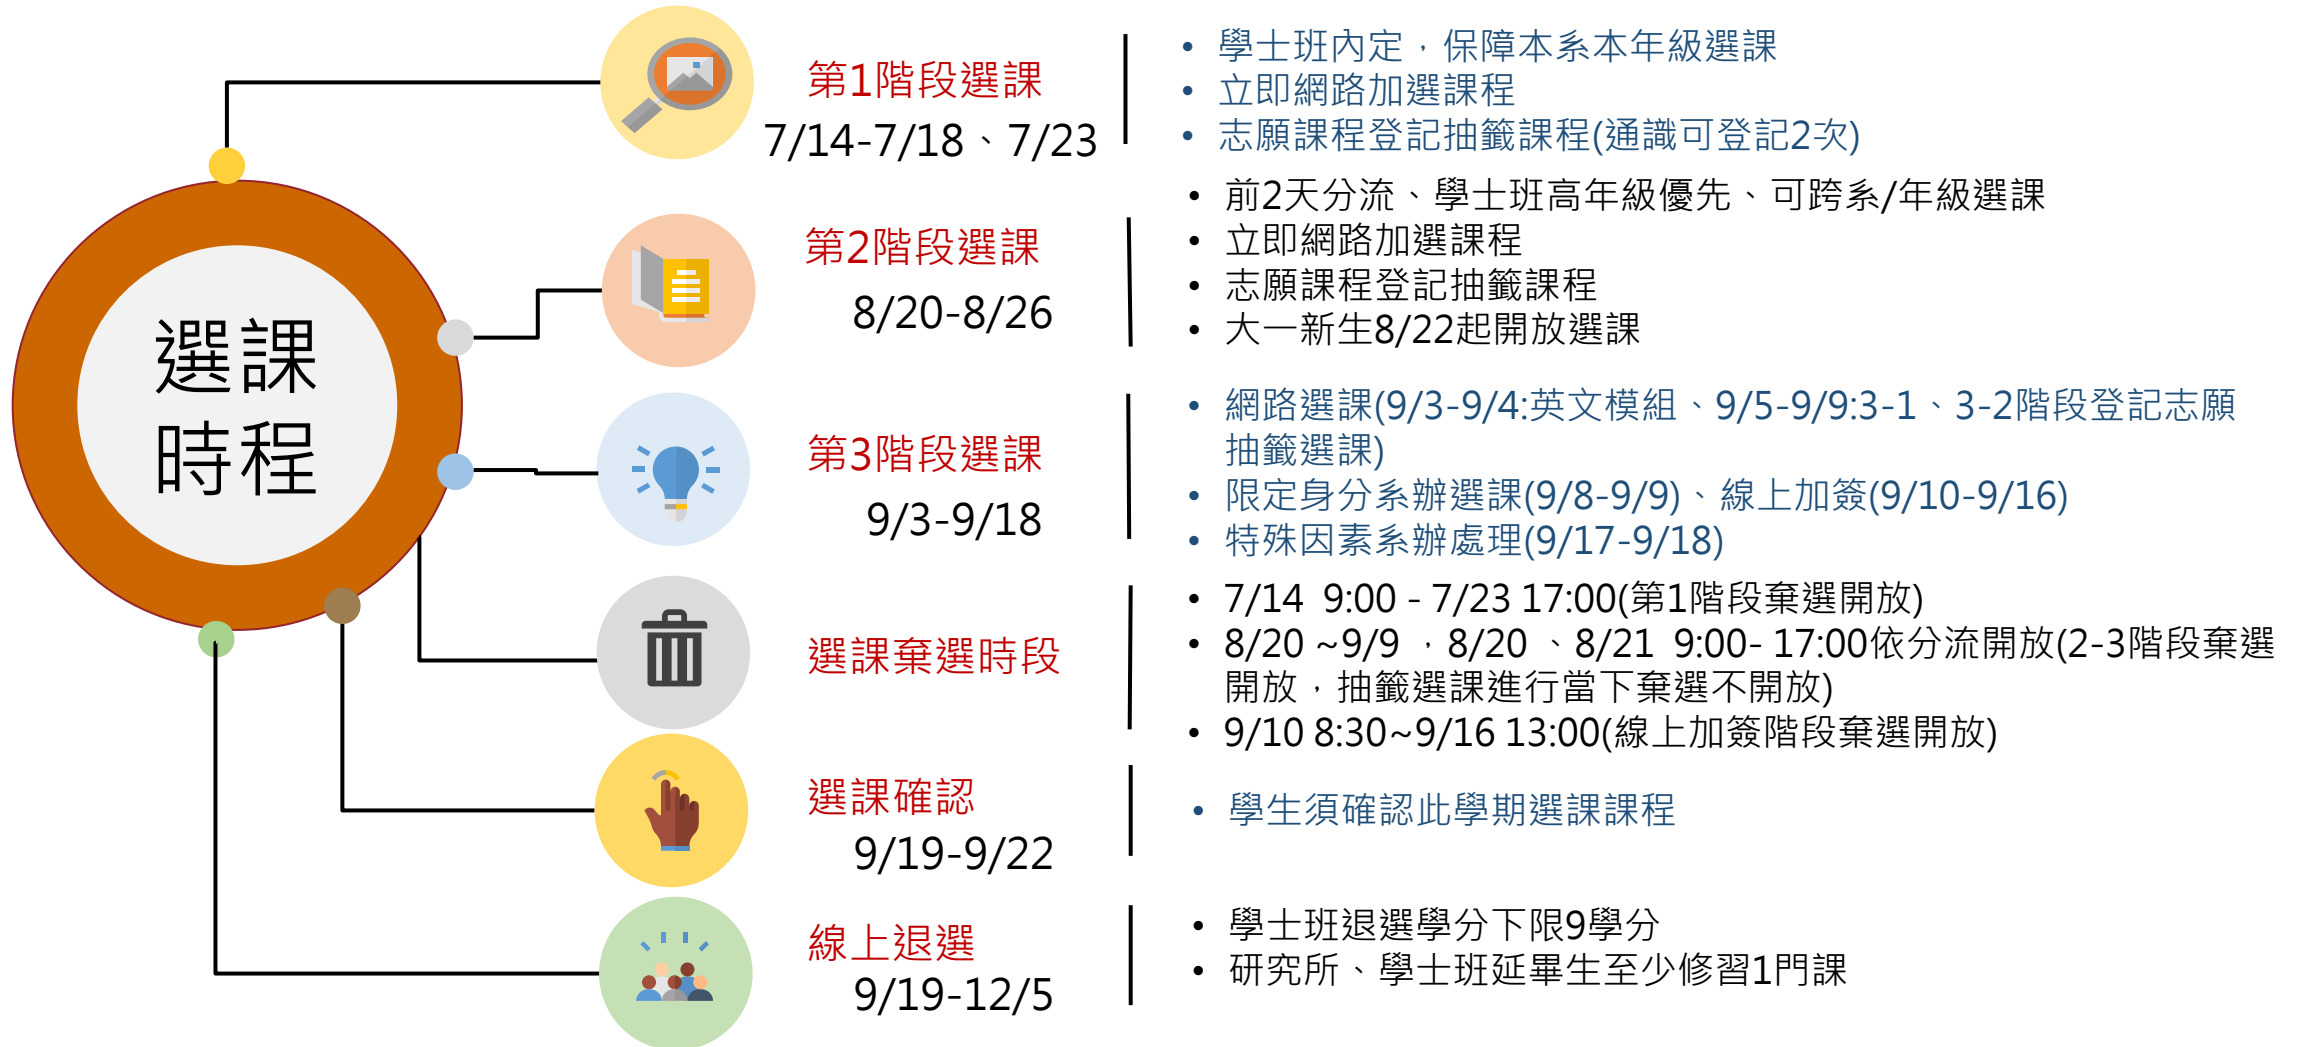 選課
時程
第1階段選課
7/14-7/18、7/23
• 學士班內定，保障本系本年級選課
• 立即網路加選課程
• 志願課程登記抽籤課程(通識可登記2次)
第2階段選課
8/20-8/26
• 前2天分流、學士班高年級優先、可跨系/年級選課
• 立即網路加選課程
• 志願課程登記抽籤課程
• 大一新生8/22起開放選課
第3階段選課
9/3-9/18
• 網路選課(9/3-9/4:英文模組、9/5-9/9:3-1、3-2階段登記志願
抽籤選課)
• 限定身分系辦選課(9/8-9/9)、線上加簽(9/10-9/16)
• 特殊因素系辦處理(9/17-9/18)
選課棄選時段
• 7/14 9:00 - 7/23 17:00(第1階段棄選開放)
• 8/20 ~9/9 ，8/20 、8/21 9:00- 17:00依分流開放(2-3階段棄選
開放，抽籤選課進行當下棄選不開放)
• 9/10 8:30~9/16 13:00(線上加簽階段棄選開放)
選課確認
9/19-9/22
• 學生須確認此學期選課課程
線上退選
9/19-12/5
• 學士班退選學分下限9學分
• 研究所、學士班延畢生至少修習1門課